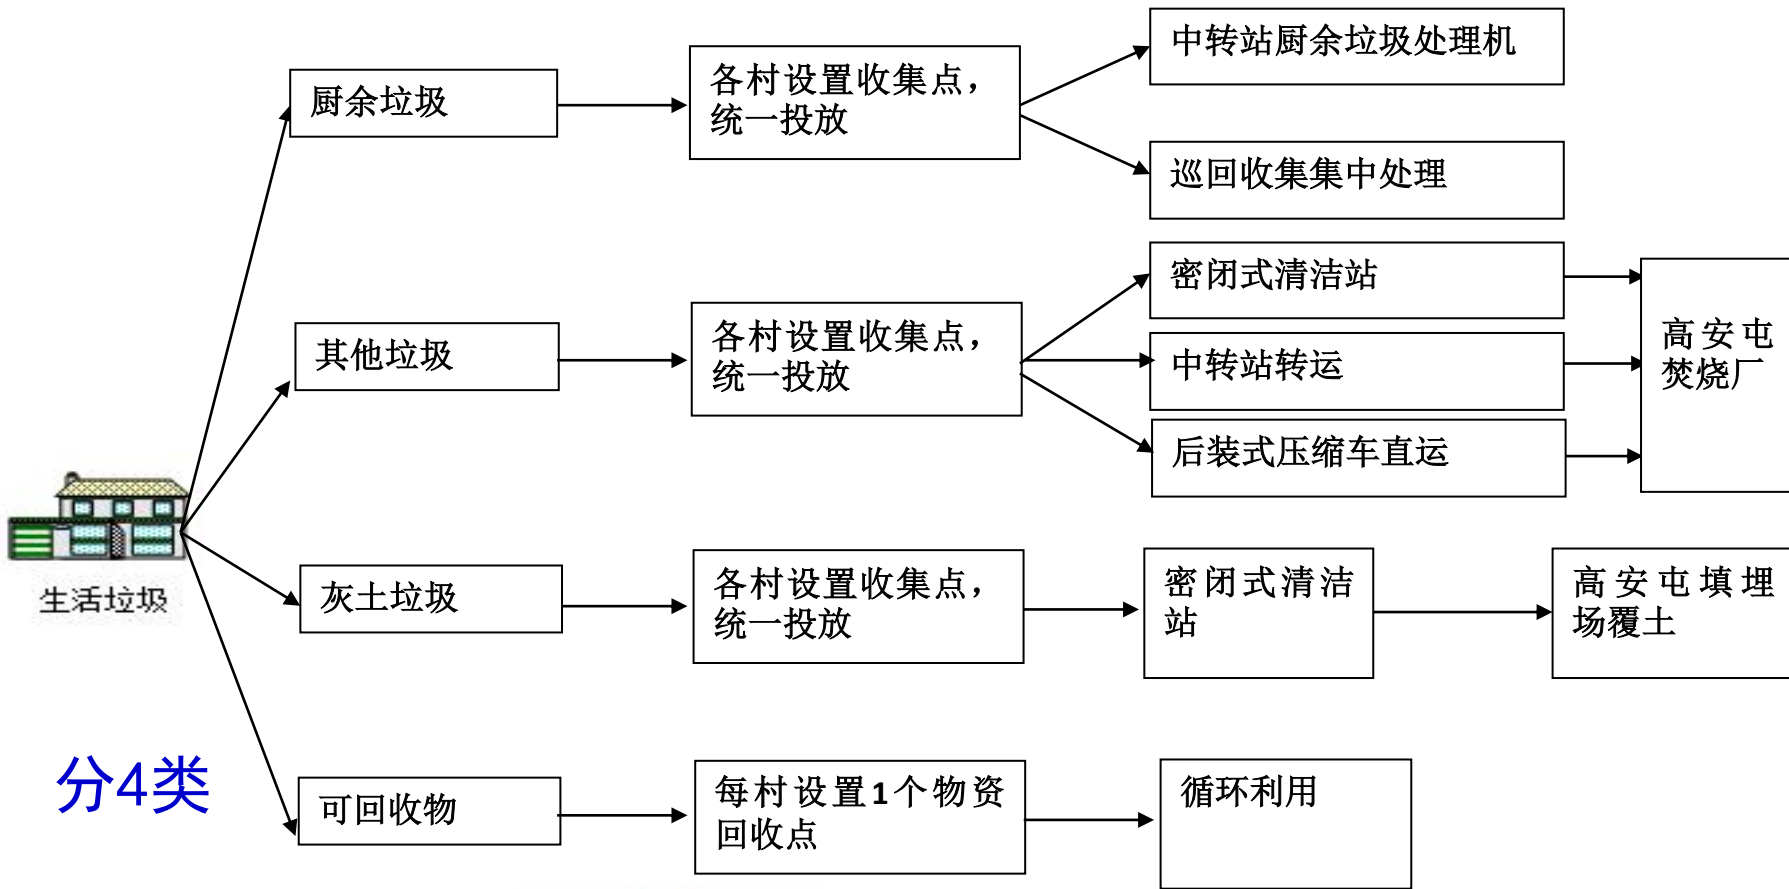 中转站厨余垃圾处理机
厨余垃圾
各村设置收集点，
统一投放
巡回收集集中处理
密闭式清洁站
其他垃圾
各村设置收集点，
统一投放
中转站转运
后装式压缩车直运
高安屯
焚烧厂
生活垃圾
灰土垃圾
各村设置收集点，
统一投放
密闭式清洁
站
高安屯填埋
场覆土
分4类
可回收物
每村设置1个物资
回收点
循环利用